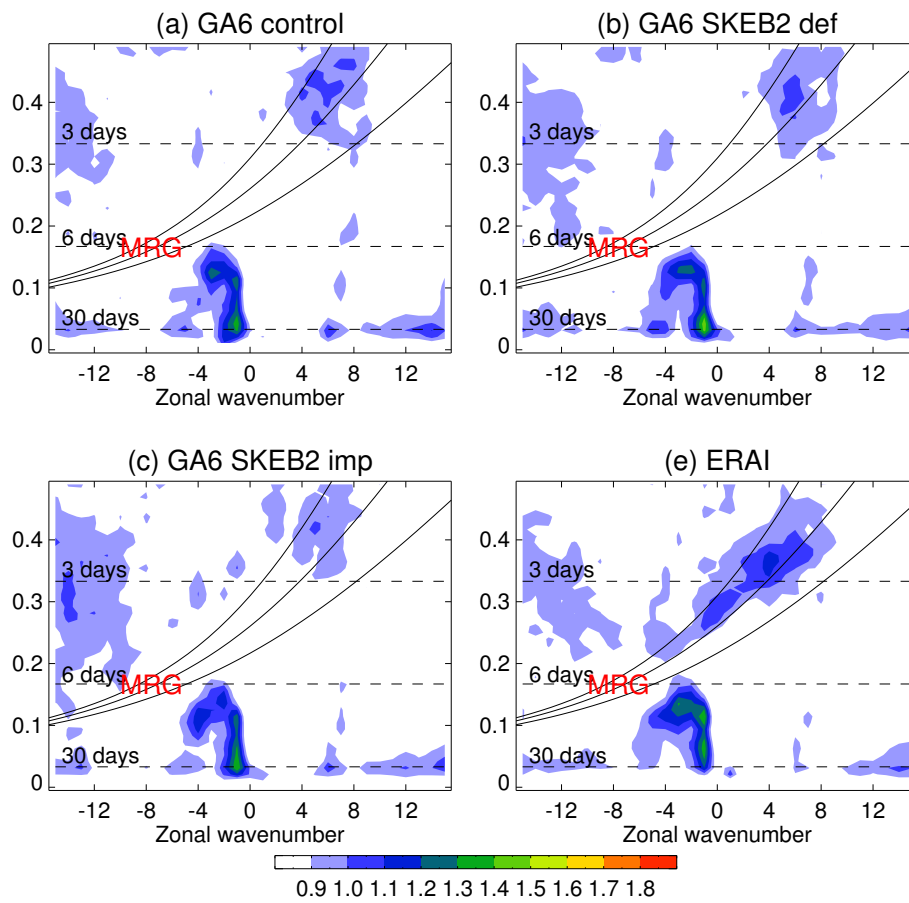 (a) GA6 control
(b) GA6 SKEB2 def
0.4
3 days
0.3
0.2
6 days
MRG
0.1
30 days
0
-12 -8 -4 0 4 8 12
Zonal wavenumber
0.4
3 days
0.3
0.2
6 days
MRG
0.1
30 days
0
-12 -8 -4 0 4 8 12
Zonal wavenumber
(c) GA6 SKEB2 imp
(e) ERAI
0.4
3 days
0.3
0.2
6 days
MRG
0.1
30 days
0
-12 -8 -4 0 4 8 12
Zonal wavenumber
0.4
3 days
0.3
0.2
6 days
MRG
0.1
30 days
0
-12 -8 -4 0 4 8 12
Zonal wavenumber
0.9 1.0 1.1 1.2 1.3 1.4 1.5 1.6 1.7 1.8